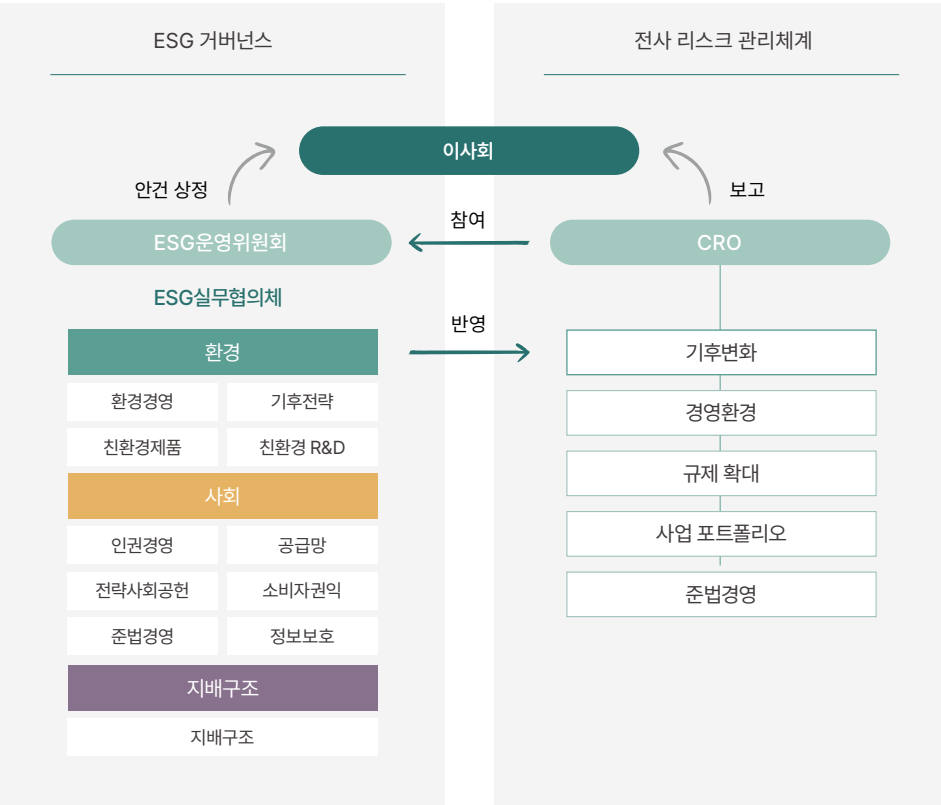 ESG 거버넌스
전사 리스크 관리체계
이사회
안건 상정
보고
참여
ESG운영위원회
CRO
ESG실무협의체
반영
환경
환경경영
기후전략
친환경제품
친환경 R&D
사회
인권경영
공급망
전략사회공헌
소비자권익
준법경영
정보보호
지배구조
지배구조
기후변화
경영환경
규제 확대
사업 포트폴리오
준법경영